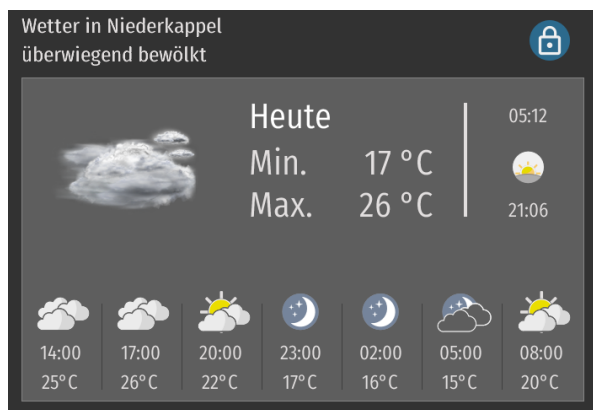 Wetter in Niederkappel
überwiegend bewölkt
Heute
Min. 17 °C
Max. 26 °C
05:12
21:06
14:00 17:00 20:00 23:00 02:00 05:00 08:00
25°C 26°C 22°C 17°C 16°C 15°C 20°C